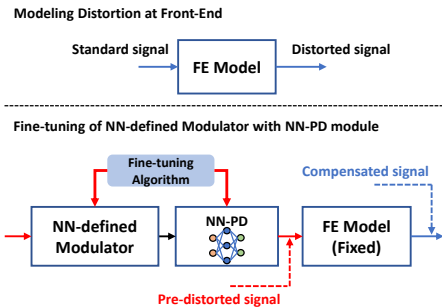 Modeling Distortion at Front-End
Standard signal
Distorted signal
FE Model
Fine-tuning of NN-defined Modulator with NN-PD module
Fine-tuning
Algorithm
Compensated signal
NN-defined
Modulator
NN-PD
FE Model
(Fixed)
Pre-distorted signal